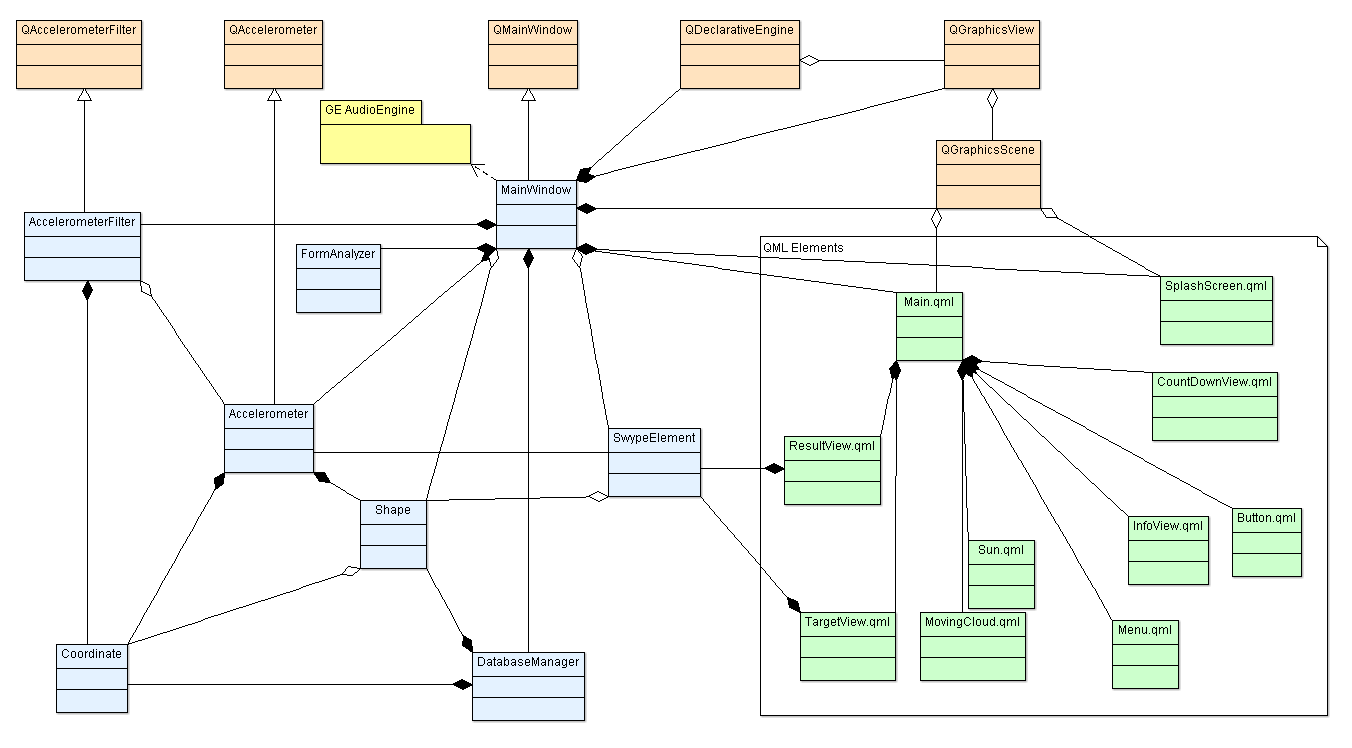 QAccelerometerFilter
QAccelerometer
QMainWindow
QDeclarativeEngine
QGraphicsView
GE AudioEngine
QGraphicsScene
MainWindow
AccelerometerFilter
FormAnalyzer
QML Elements
SplashScreen.qml
Main.qml
CountDownView.qml
Accelerometer
SwypeElement
ResultView.qml
Shape
InfoView.qml
Button.qml
Sun.qml
TargetView.qml
MovingCloud.qml
Menu.qml
Coordinate
DatabaseManager